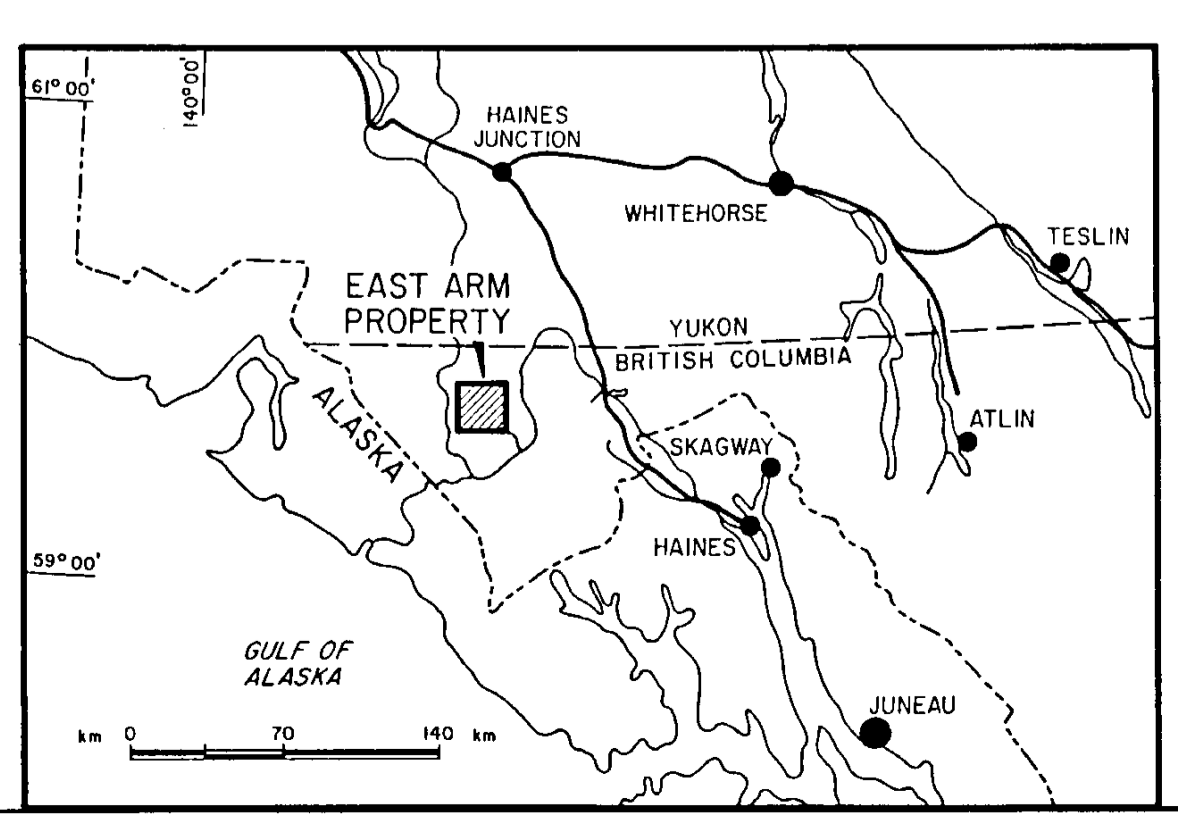 61° 00'
140° 00'
HAINES
JUNCTION
WHITEHORSE
TESLIN
EAST ARM
PROPERTY
YUKON
BRITISH COLUMBIA
ALASKA
ATLIN
SKAGWAY
HAINES
59° 00'
GULF OF
ALASKA
JUNEAU
km 0 70 140 km